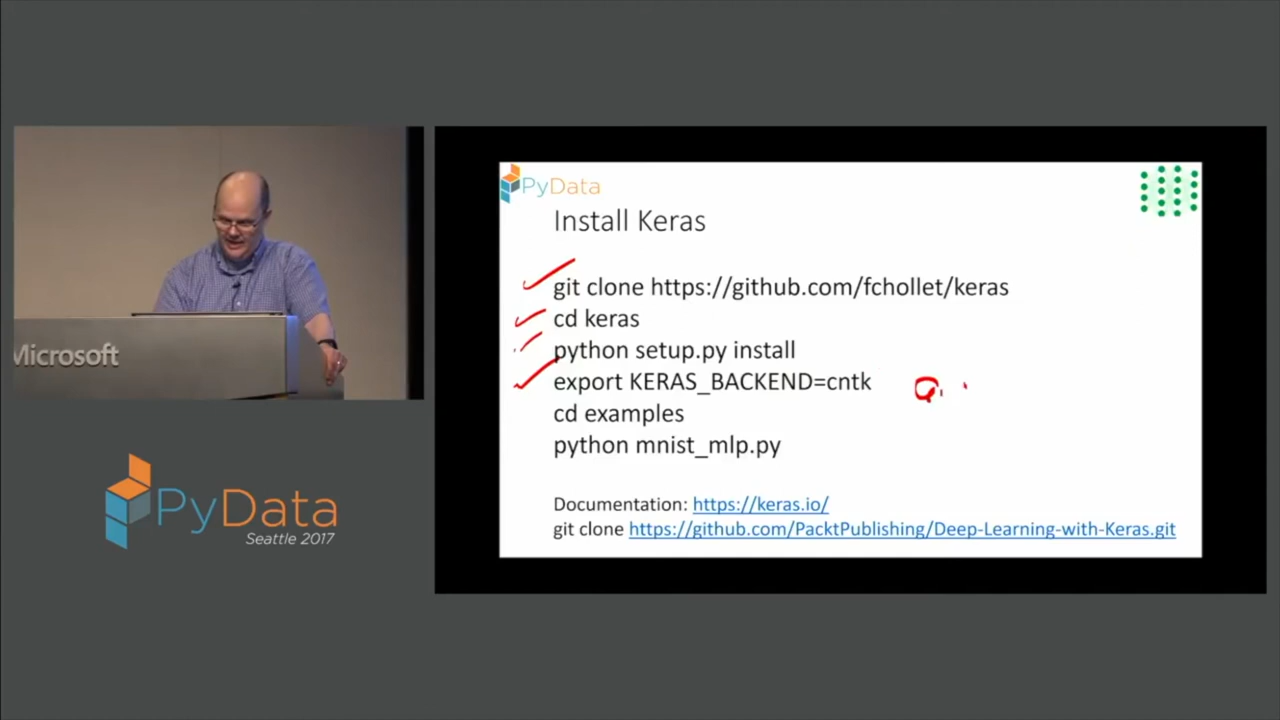 PyData
Install Keras
git clone https://github.com/fchollet/keras
cd keras
python setup.py install
export KERAS_BACKEND=cntk
cd examples
python mnist_mlp.py
Documentation: https://keras.io/
git clone https://github.com/PacktPublishing/Deep-Learning-with-Keras.git
Microsoft
PyData
Seattle 2017